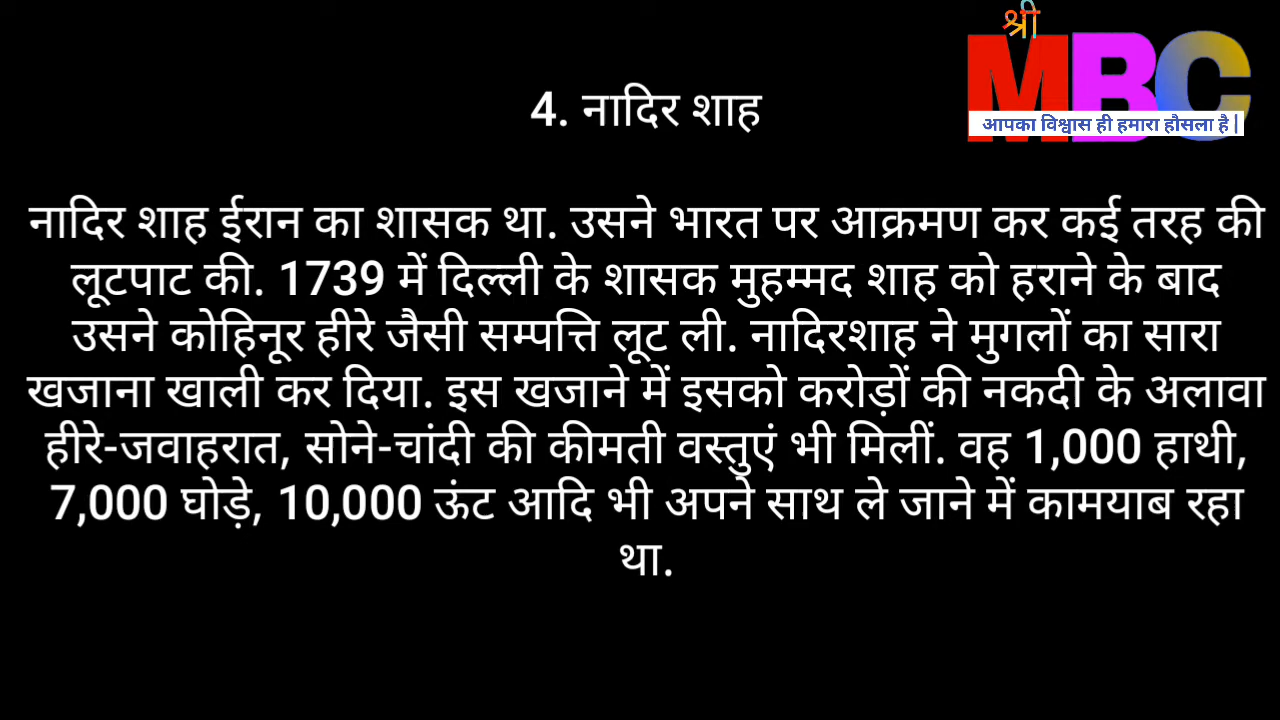 श्री
MBC
आपका विश्वास ही हमारा हौसला है |
4. नादिर शाह
नादिर शाह ईरान का शासक था. उसने भारत पर आक्रमण कर कई तरह की
लूटपाट की. 1739 में दिल्ली के शासक मुहम्मद शाह को हराने के बाद
उसने कोहिनूर हीरे जैसी सम्पत्ति लूट ली. नादिरशाह ने मुगलों का सारा
खजाना खाली कर दिया. इस खजाने में इसको करोड़ों की नकदी के अलावा
हीरे-जवाहरात, सोने-चांदी की कीमती वस्तुएं भी मिलीं. वह 1,000 हाथी,
7,000 घोड़े, 10,000 ऊंट आदि भी अपने साथ ले जाने में कामयाब रहा
था.